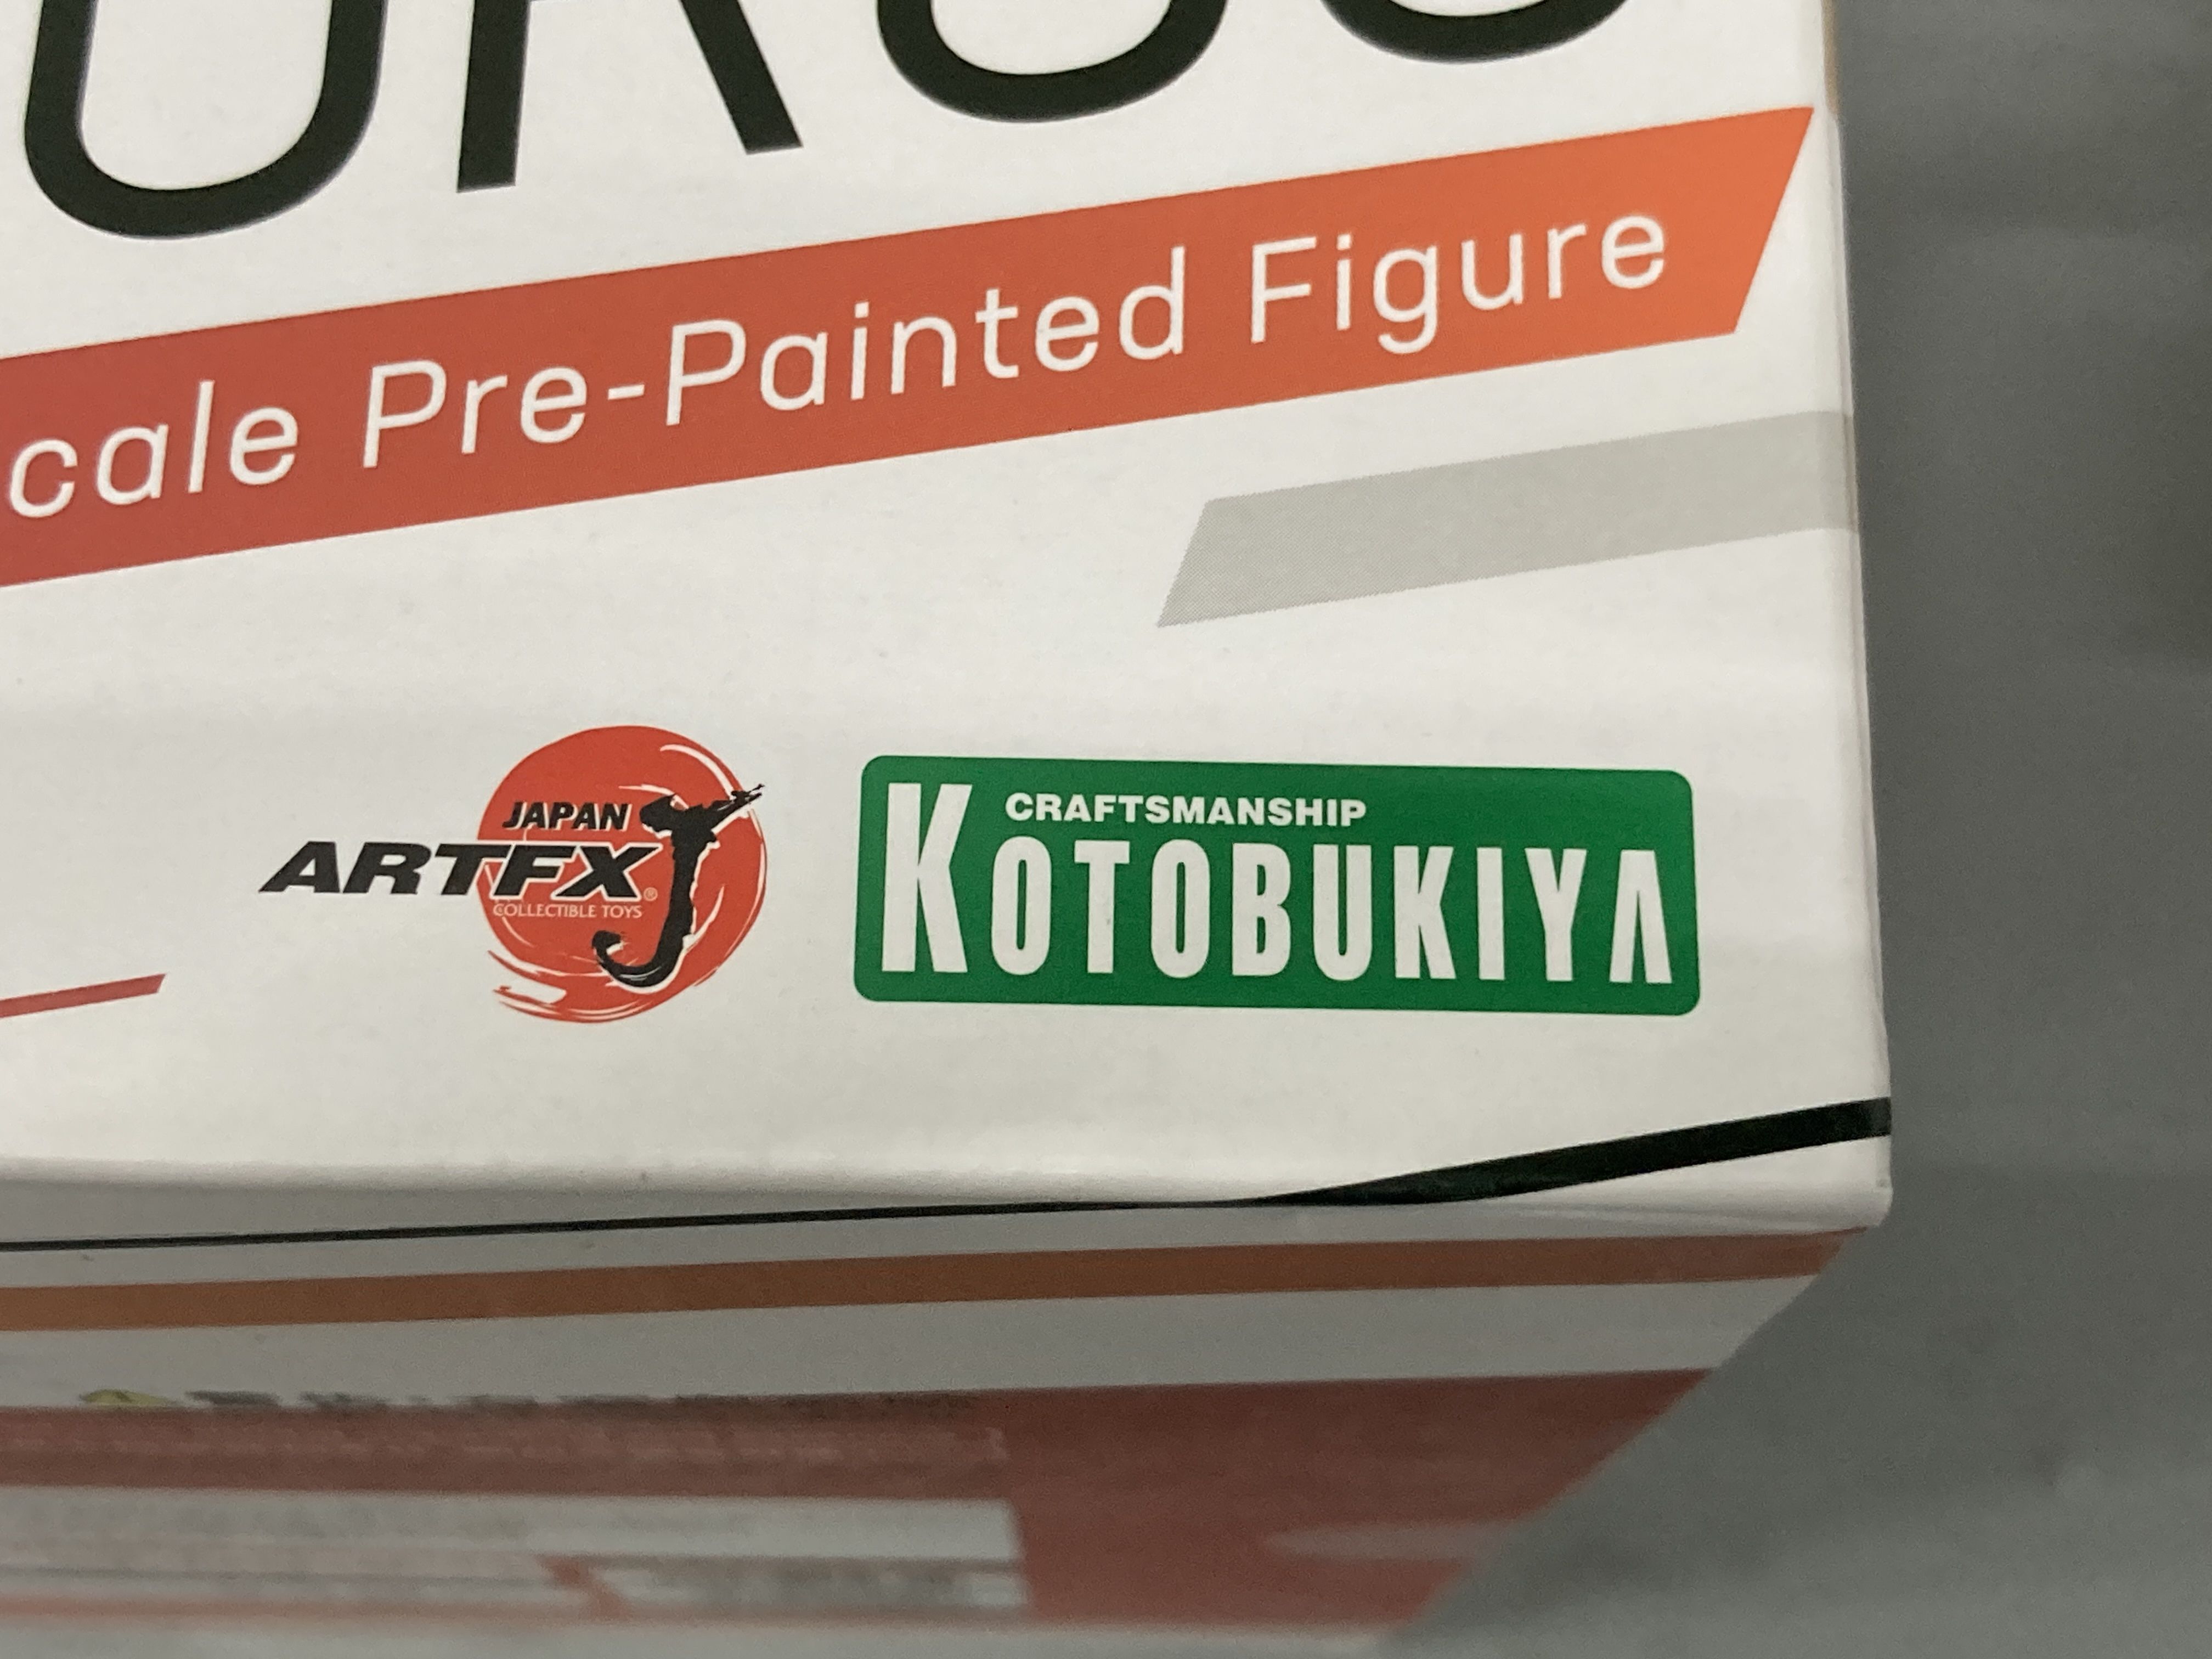 cale Pre-Painted Figure
JAPAN
ARTFX J®
COLLECTIBLE TOYS
CRAFTSMANSHIP
KOTOBUKIYA